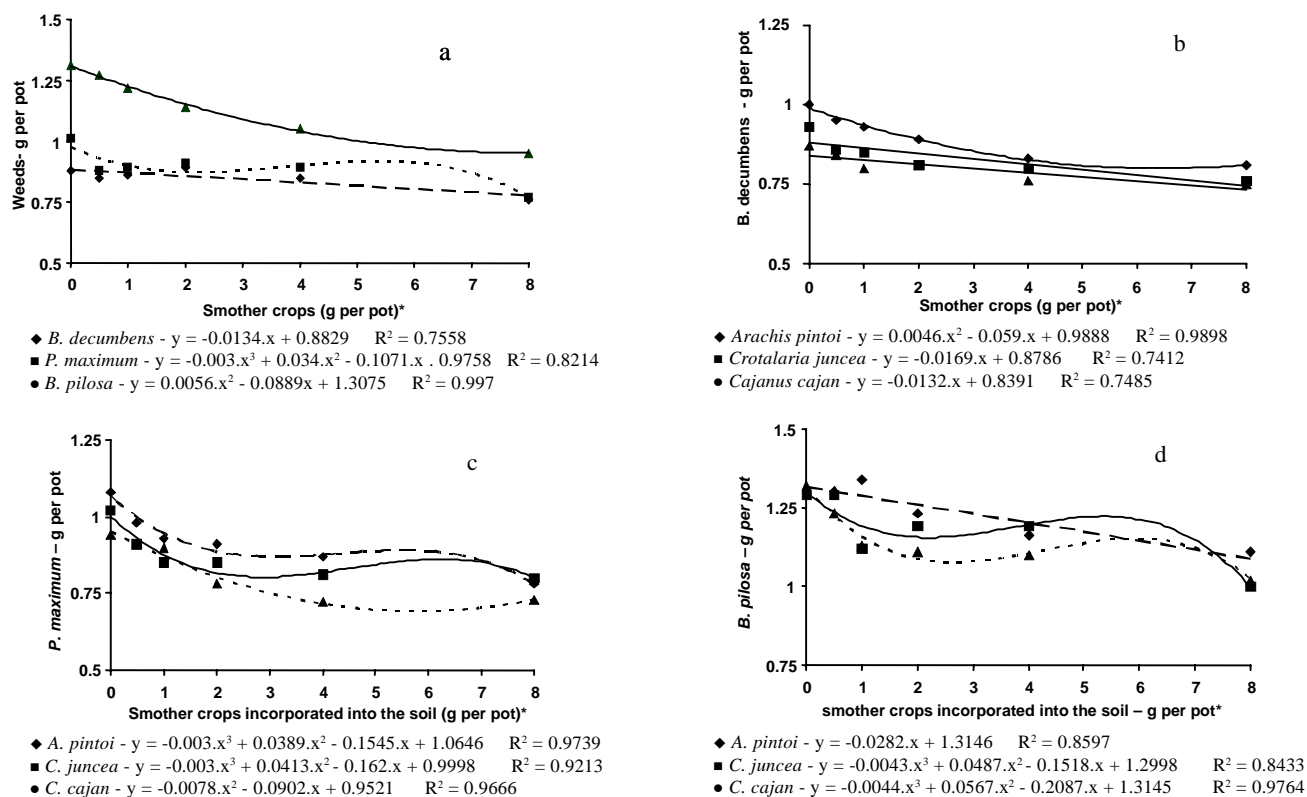 a
Weeds- g per pot
1.5
1.25
1
0.75
0.5
0 1 2 3 4 5 6 7 8
Smother crops (g per pot)*
◆ B. decumbens - y = -0.0134.x + 0.8829 R² = 0.7558
■ P. maximum - y = -0.003.x³ + 0.034.x² - 0.1071.x . 0.9758 R² = 0.8214
● B. pilosa - y = 0.0056.x² - 0.0889x + 1.3075 R² = 0.997
b
B. decumbens - g per pot
1.25
1
0.75
0.5
0 1 2 3 4 5 6 7 8
Smother crops (g per pot)*
◆ Arachis pintoi - y = 0.0046.x² - 0.059.x + 0.9888 R² = 0.9898
■ Crotalaria juncea - y = -0.0169.x + 0.8786 R² = 0.7412
● Cajanus cajan - y = -0.0132.x + 0.8391 R² = 0.7485
c
P. maximum – g per pot
1.25
1
0.75
0.5
0 1 2 3 4 5 6 7 8
Smother crops incorporated into the soil (g per pot)*
◆ A. pintoi - y = -0.003.x³ + 0.0389.x² - 0.1545.x + 1.0646 R² = 0.9739
■ C. juncea - y = -0.003.x³ + 0.0413.x² - 0.162.x + 0.9998 R² = 0.9213
● C. cajan - y = -0.0078.x² - 0.0902.x + 0.9521 R² = 0.9666
d
B. pilosa – g per pot
1.5
1.25
1
0.75
0 1 2 3 4 5 6 7 8
smother crops incorporated into the soil – g per pot*
◆ A. pintoi - y = -0.0282.x + 1.3146 R² = 0.8597
■ C. juncea - y = -0.0043.x³ + 0.0487.x² - 0.1518.x + 1.2998 R² = 0.8433
● C. cajan - y = -0.0044.x³ + 0.0567.x² - 0.2087.x + 1.3145 R² = 0.9764